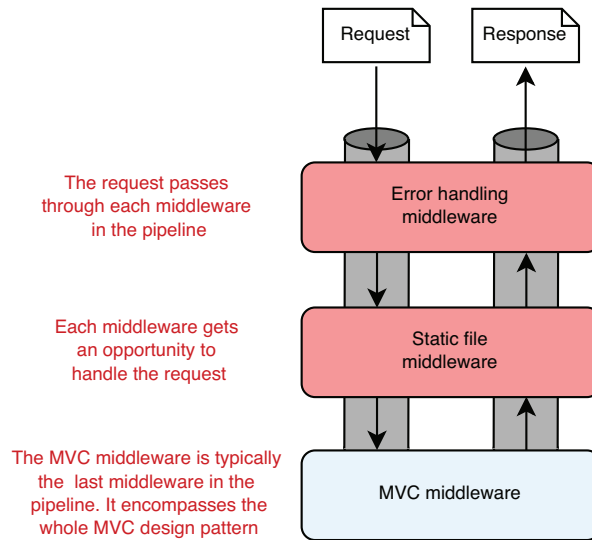 Request
Response
The request passes
through each middleware
in the pipeline
Error handling
middleware
Each middleware gets
an opportunity to
handle the request
Static file
middleware
The MVC middleware is typically
the last middleware in the
pipeline. It encompasses the
whole MVC design pattern
MVC middleware